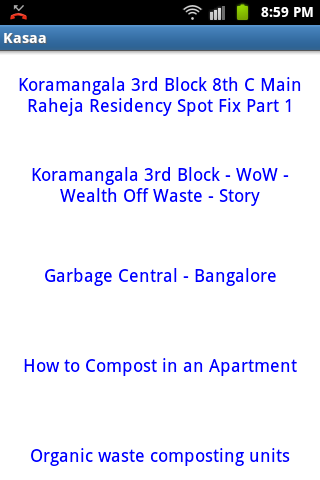 8:59 PM
Kasaa
Koramangala 3rd Block 8th C Main
Raheja Residency Spot Fix Part 1
Koramangala 3rd Block - WoW -
Wealth Off Waste - Story
Garbage Central - Bangalore
How to Compost in an Apartment
Organic waste composting units